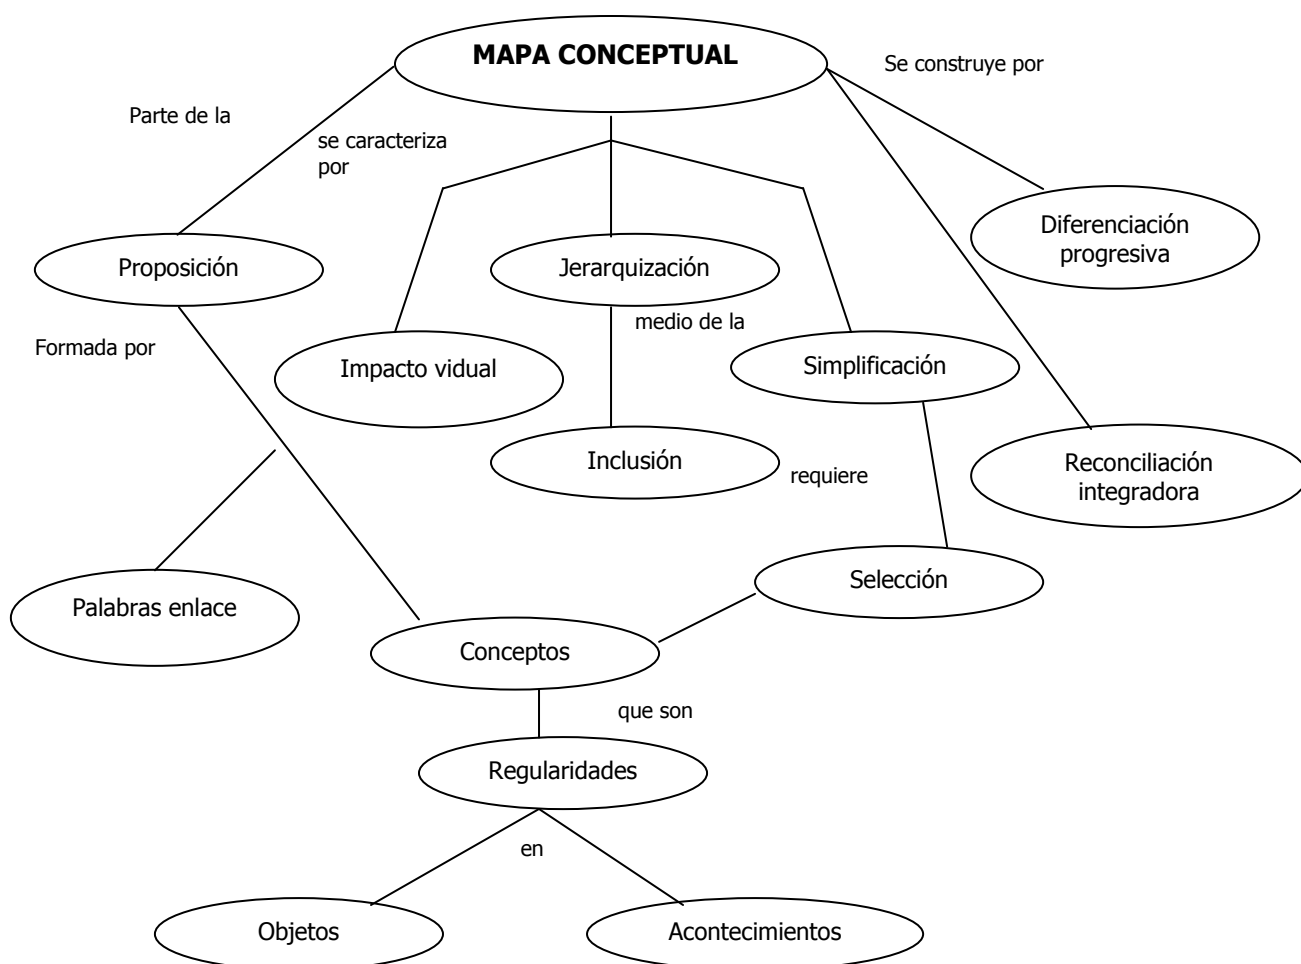 MAPA CONCEPTUAL
Se construye por
Parte de la
se caracteriza
por
Diferenciación
progresiva
Proposición
Jerarquización
medio de la
Formada por
Impacto vidual
Simplificación
Inclusión
requiere
Reconciliación
integradora
Selección
Palabras enlace
Conceptos
que son
Regularidades
en
Objetos
Acontecimientos